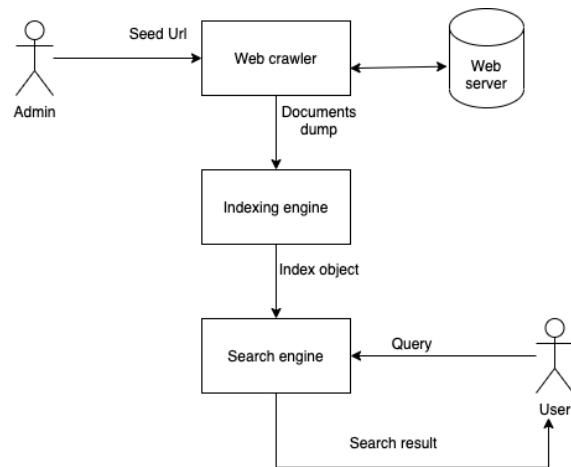 Seed Url
Web crawler
Web
server
Admin
Documents
dump
Indexing engine
Index object
Search engine
Query
User
Search result